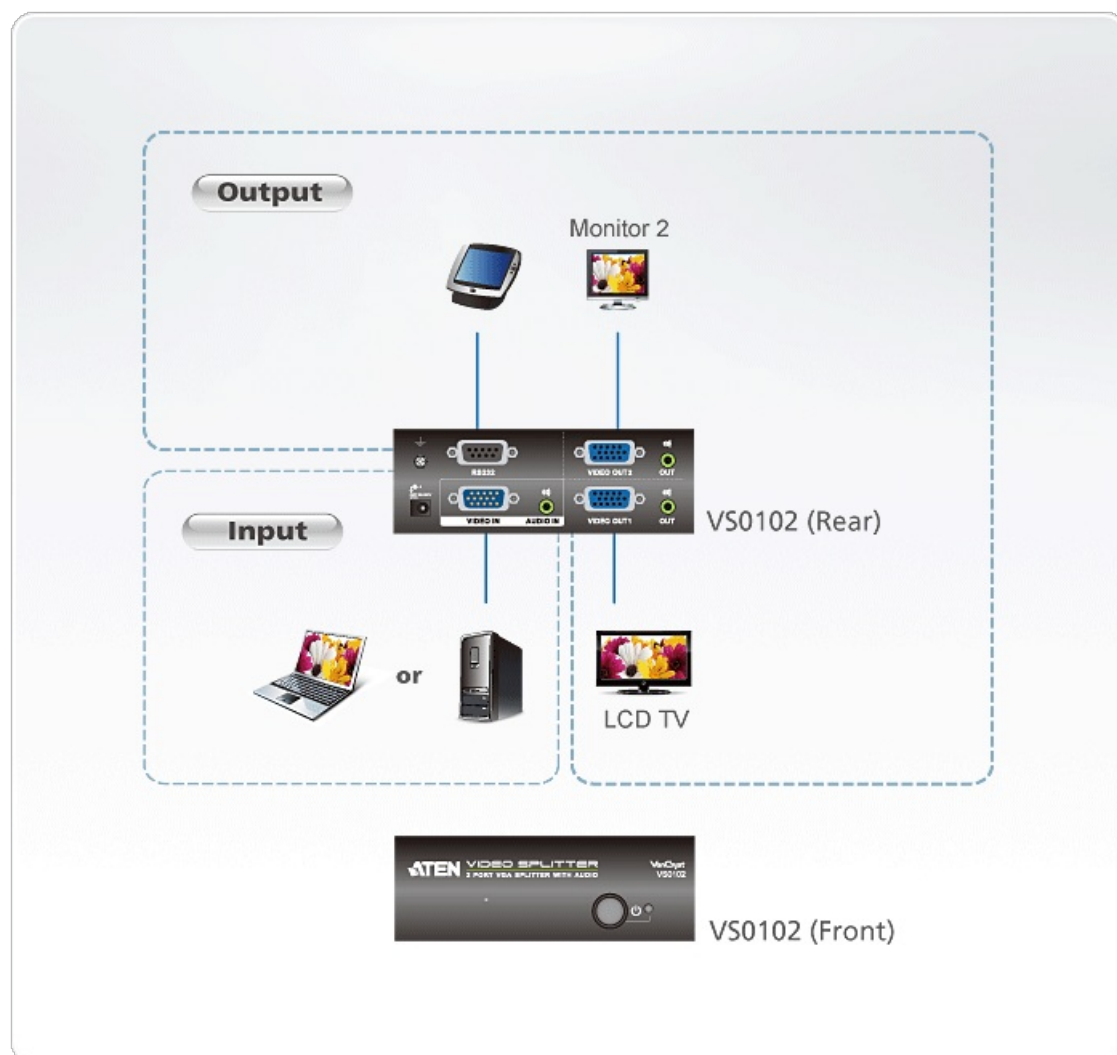 Output
Monitor 2
RS232
VIDEO OUT2
OUT
VIDEO IN
AUDIO IN
VIDEO OUT1
OUT
VS0102 (Rear)
Input
or
LCD TV
ATEN VIDEO SPLITTER
2 PORT VGA SPLITTER WITH AUDIO
VanCryst
VS0102
VS0102 (Front)